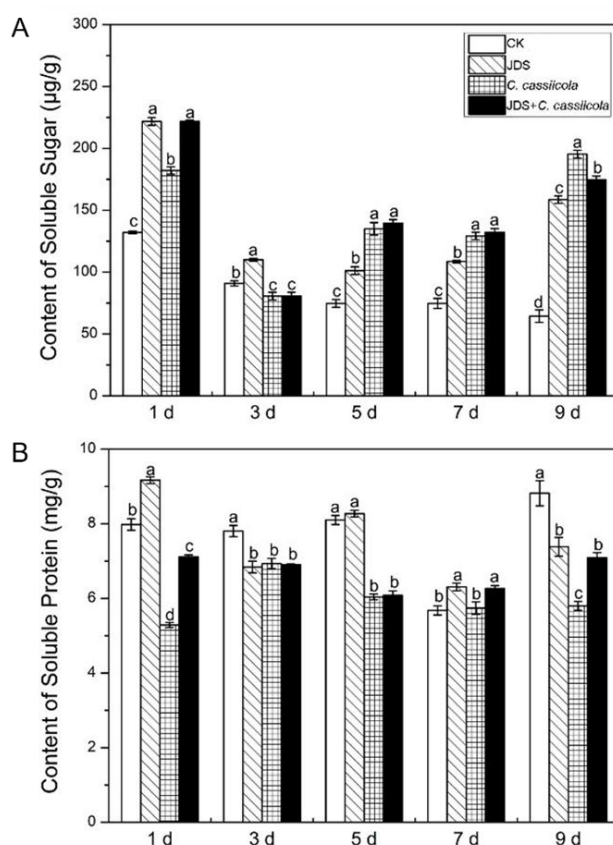 A
Content of Soluble Sugar (µg/g)
300
250
200
150
100
50
0
CK
JDS
C. cassiicola
JDS+C. cassiicola
c a b a
b a c c
c b a a
c b a a
d c a b
1 d 3 d 5 d 7 d 9 d
B
Content of Soluble Protein (mg/g)
10
8
6
4
2
0
b a d c
a b b b
a a b b
b a b a
a b c b
1 d 3 d 5 d 7 d 9 d